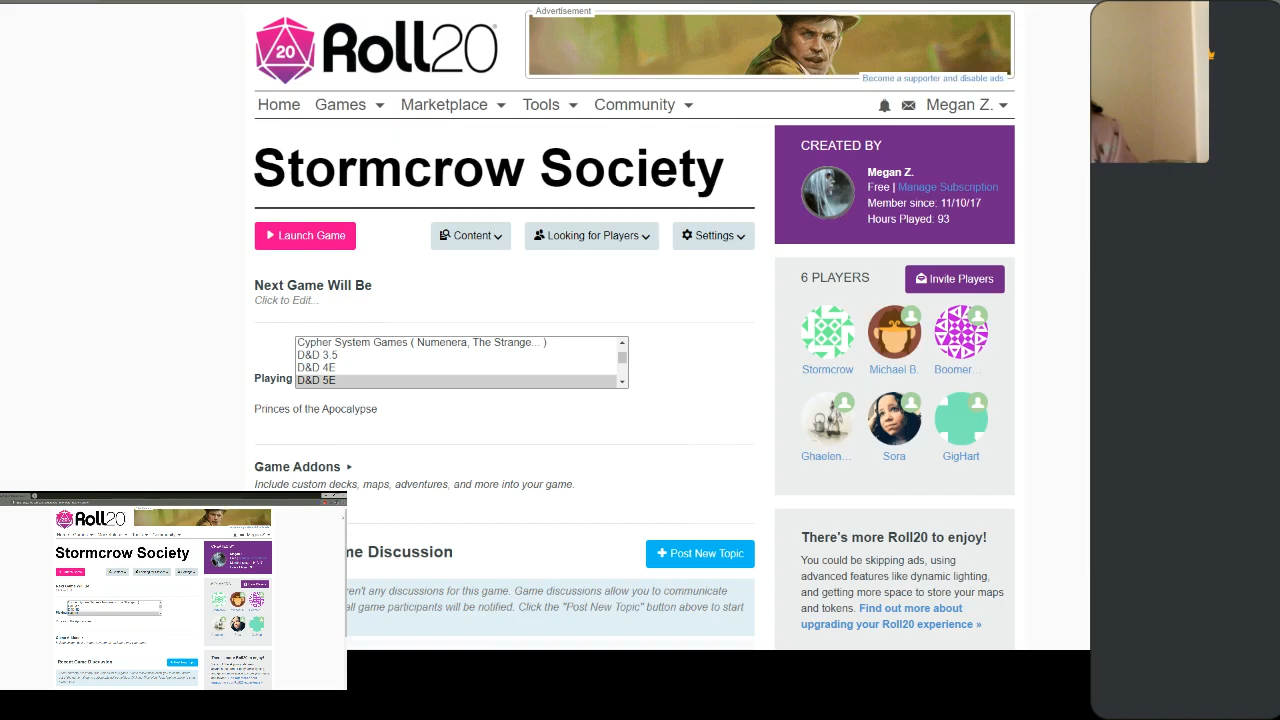 Advertisement
20 Roll20
Become a supporter and disable ads
Home Games Marketplace Tools Community Megan Z.
Stormcrow Society
Launch Game Content Looking for Players Settings
Next Game Will Be
Click to Edit...
Cypher System Games ( Numenera, The Strange... )
D&D 3.5
D&D 4E
Playing D&D 5E
Princes of the Apocalypse
Game Addons
Include custom decks, maps, adventures, and more into your game.
me Discussion Post New Topic
ren't any discussions for this game. Game discussions allow you to communicate
all game participants will be notified. Click the "Post New Topic" button above to start
CREATED BY
Megan Z.
Free | Manage Subscription
Member since: 11/10/17
Hours Played: 93
6 PLAYERS Invite Players
Stormcrow Michael B. Boomer...
Ghaelen... Sora GigHart
There's more Roll20 to enjoy!
You could be skipping ads, using
advanced features like dynamic lighting,
and getting more space to store your maps
and tokens. Find out more about
upgrading your Roll20 experience »
Roll20
Stormcrow Society
Recent Game Discussion